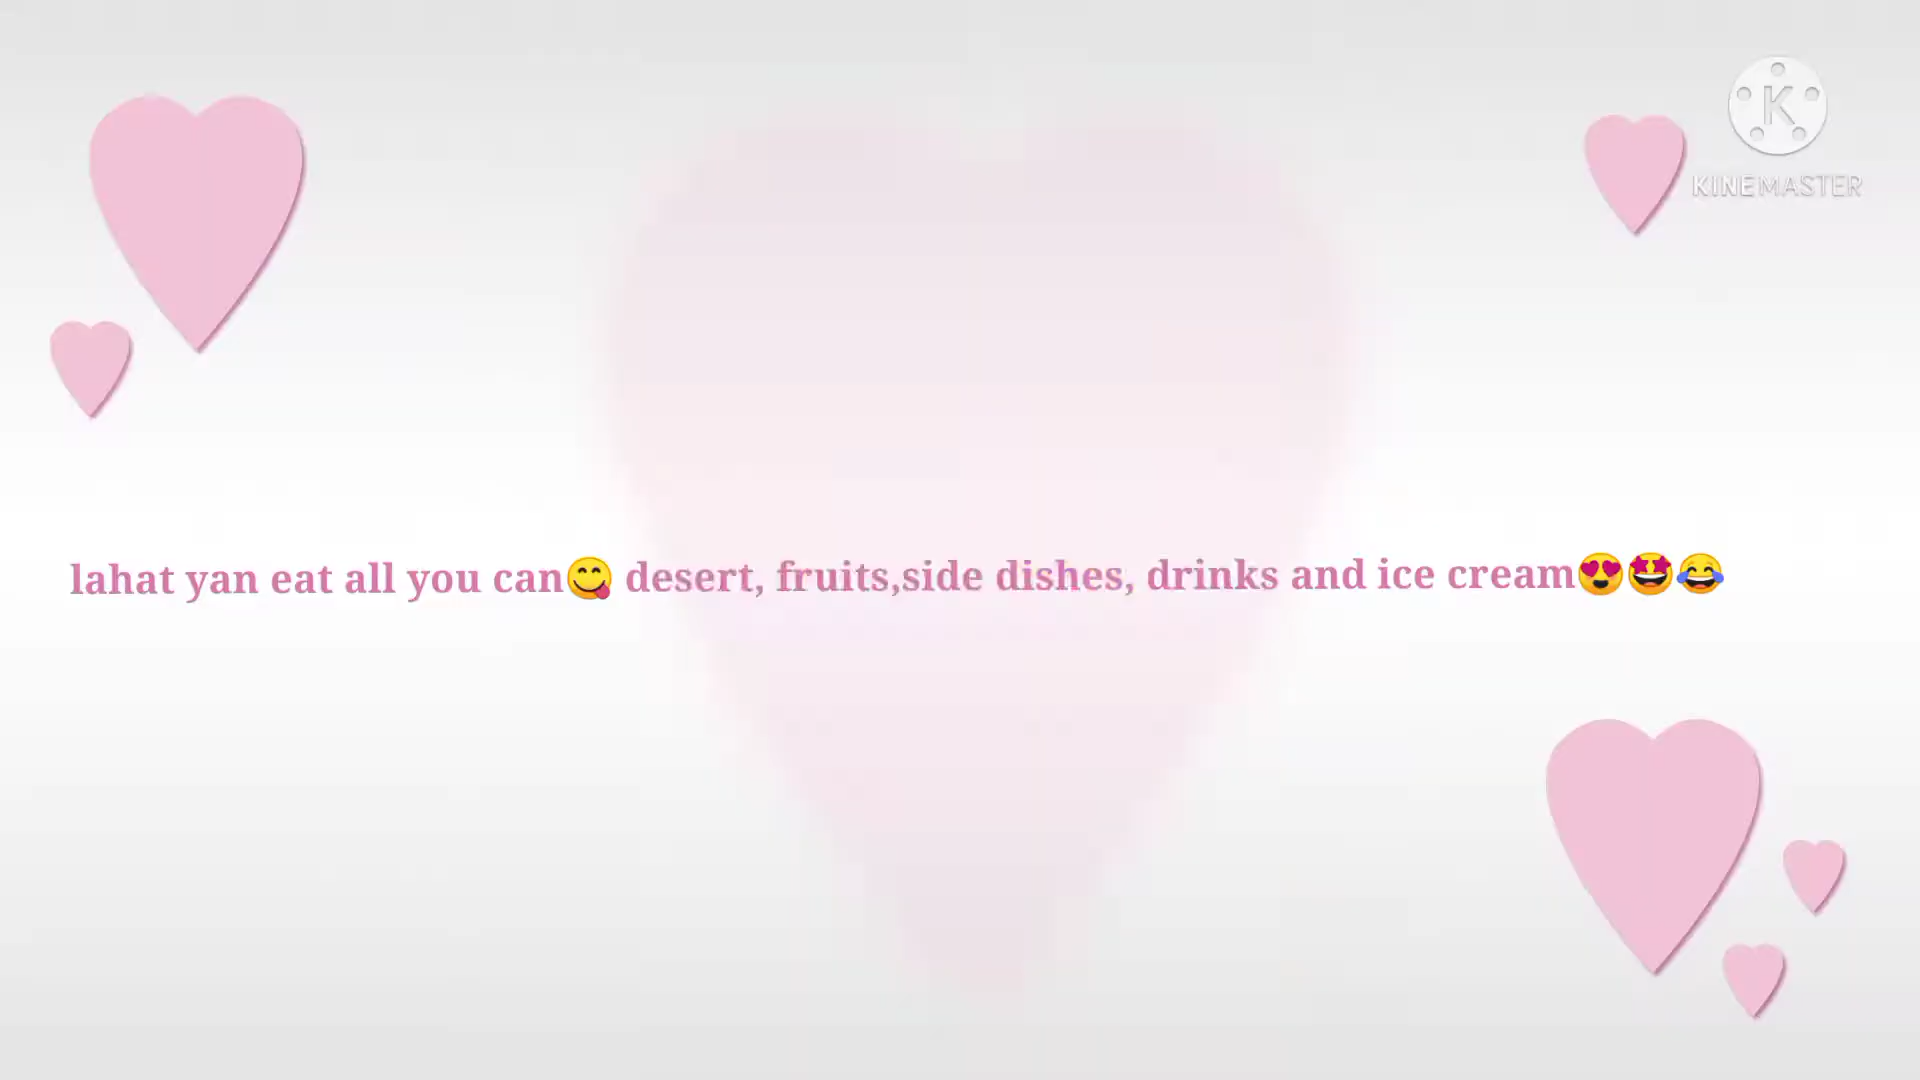 KINEMASTER
lahat yan eat all you can😋 desert, fruits,side dishes, drinks and ice cream😍🤩😂